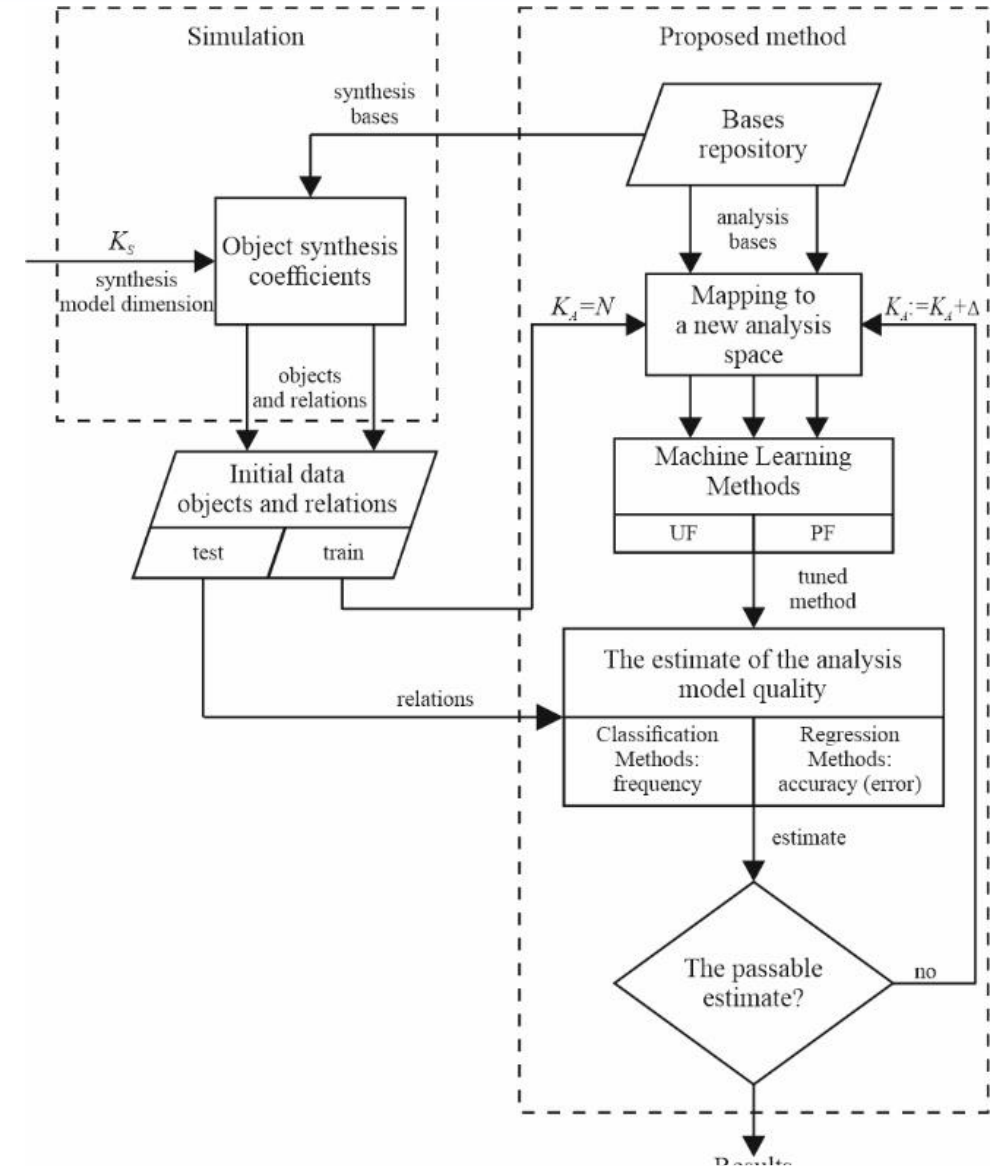 Simulation
synthesis
bases
K_S
synthesis
model dimension
Object synthesis
coefficients
objects
and relations
Initial data
objects and relations
test
train
relations
Proposed method
Bases
repository
analysis
bases
K_A=N
Mapping to
a new analysis
space
K_A:=K_A+Δ
Machine Learning
Methods
UF
PF
tuned
method
The estimate of the analysis
model quality
Classification
Methods:
frequency
Regression
Methods:
accuracy (error)
estimate
The passable
estimate?
no
Results